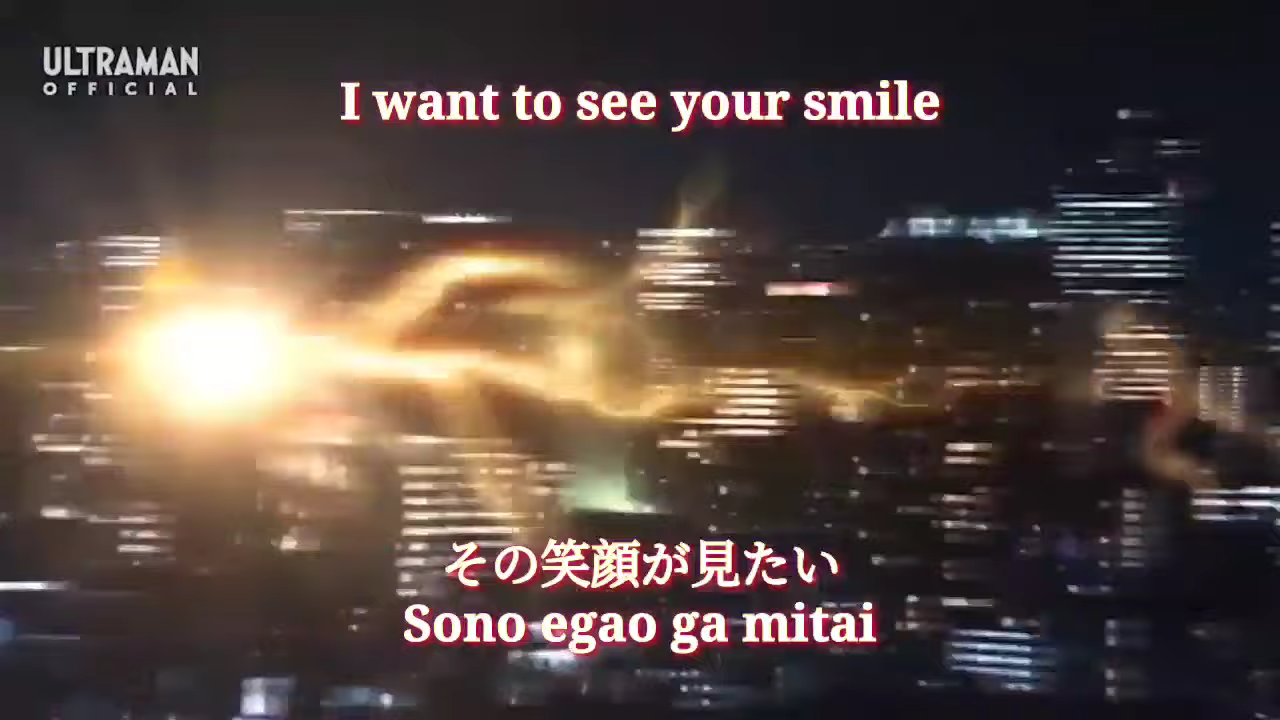 ULTRAMAN
OFFICIAL
I want to see your smile
その笑顔が見たい
Sono egao ga mitai